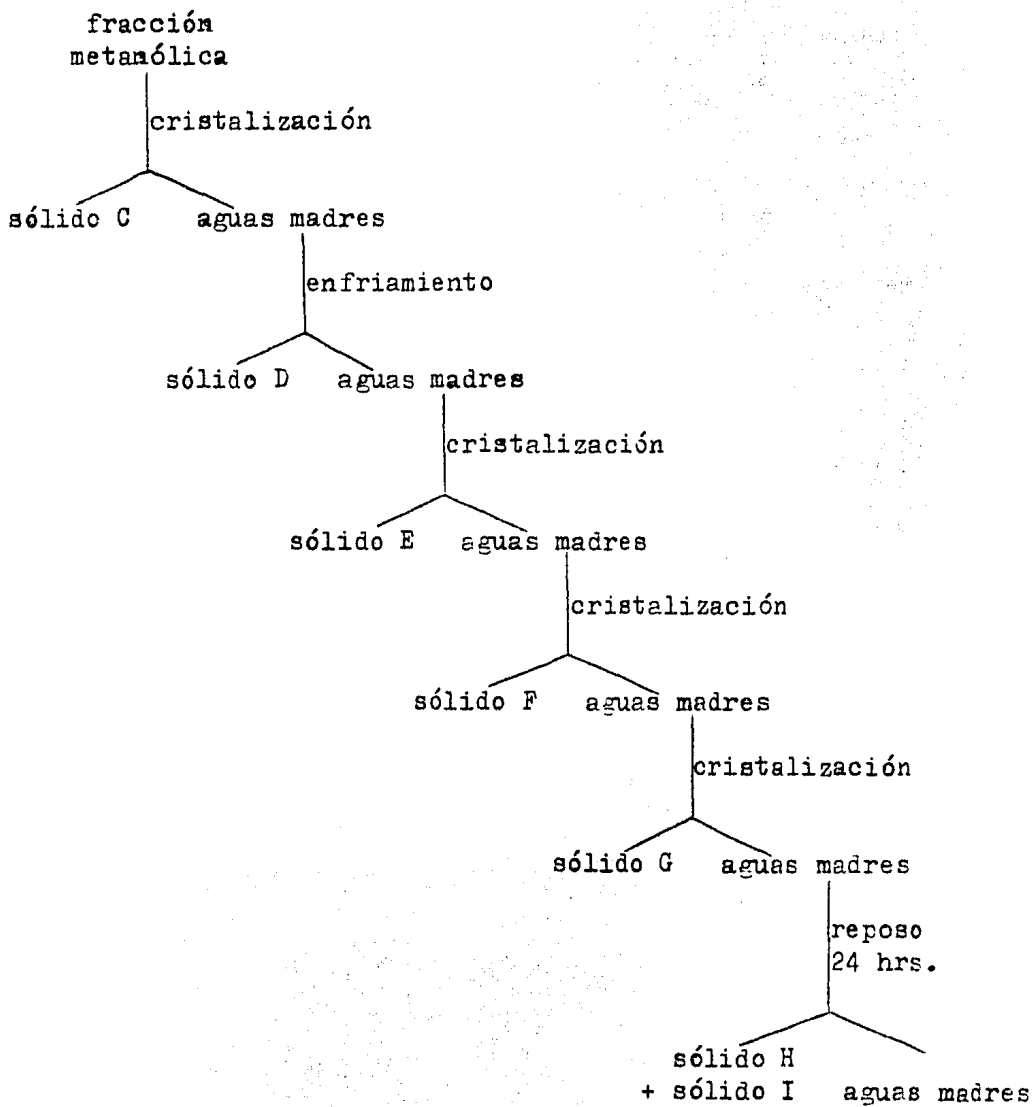 fracción
metanólica
cristalización
sólido C aguas madres
enfriamiento
sólido D aguas madres
cristalización
sólido E aguas madres
cristalización
sólido F aguas madres
cristalización
sólido G aguas madres
reposo
24 hrs.
sólido H
+ sólido I aguas madres